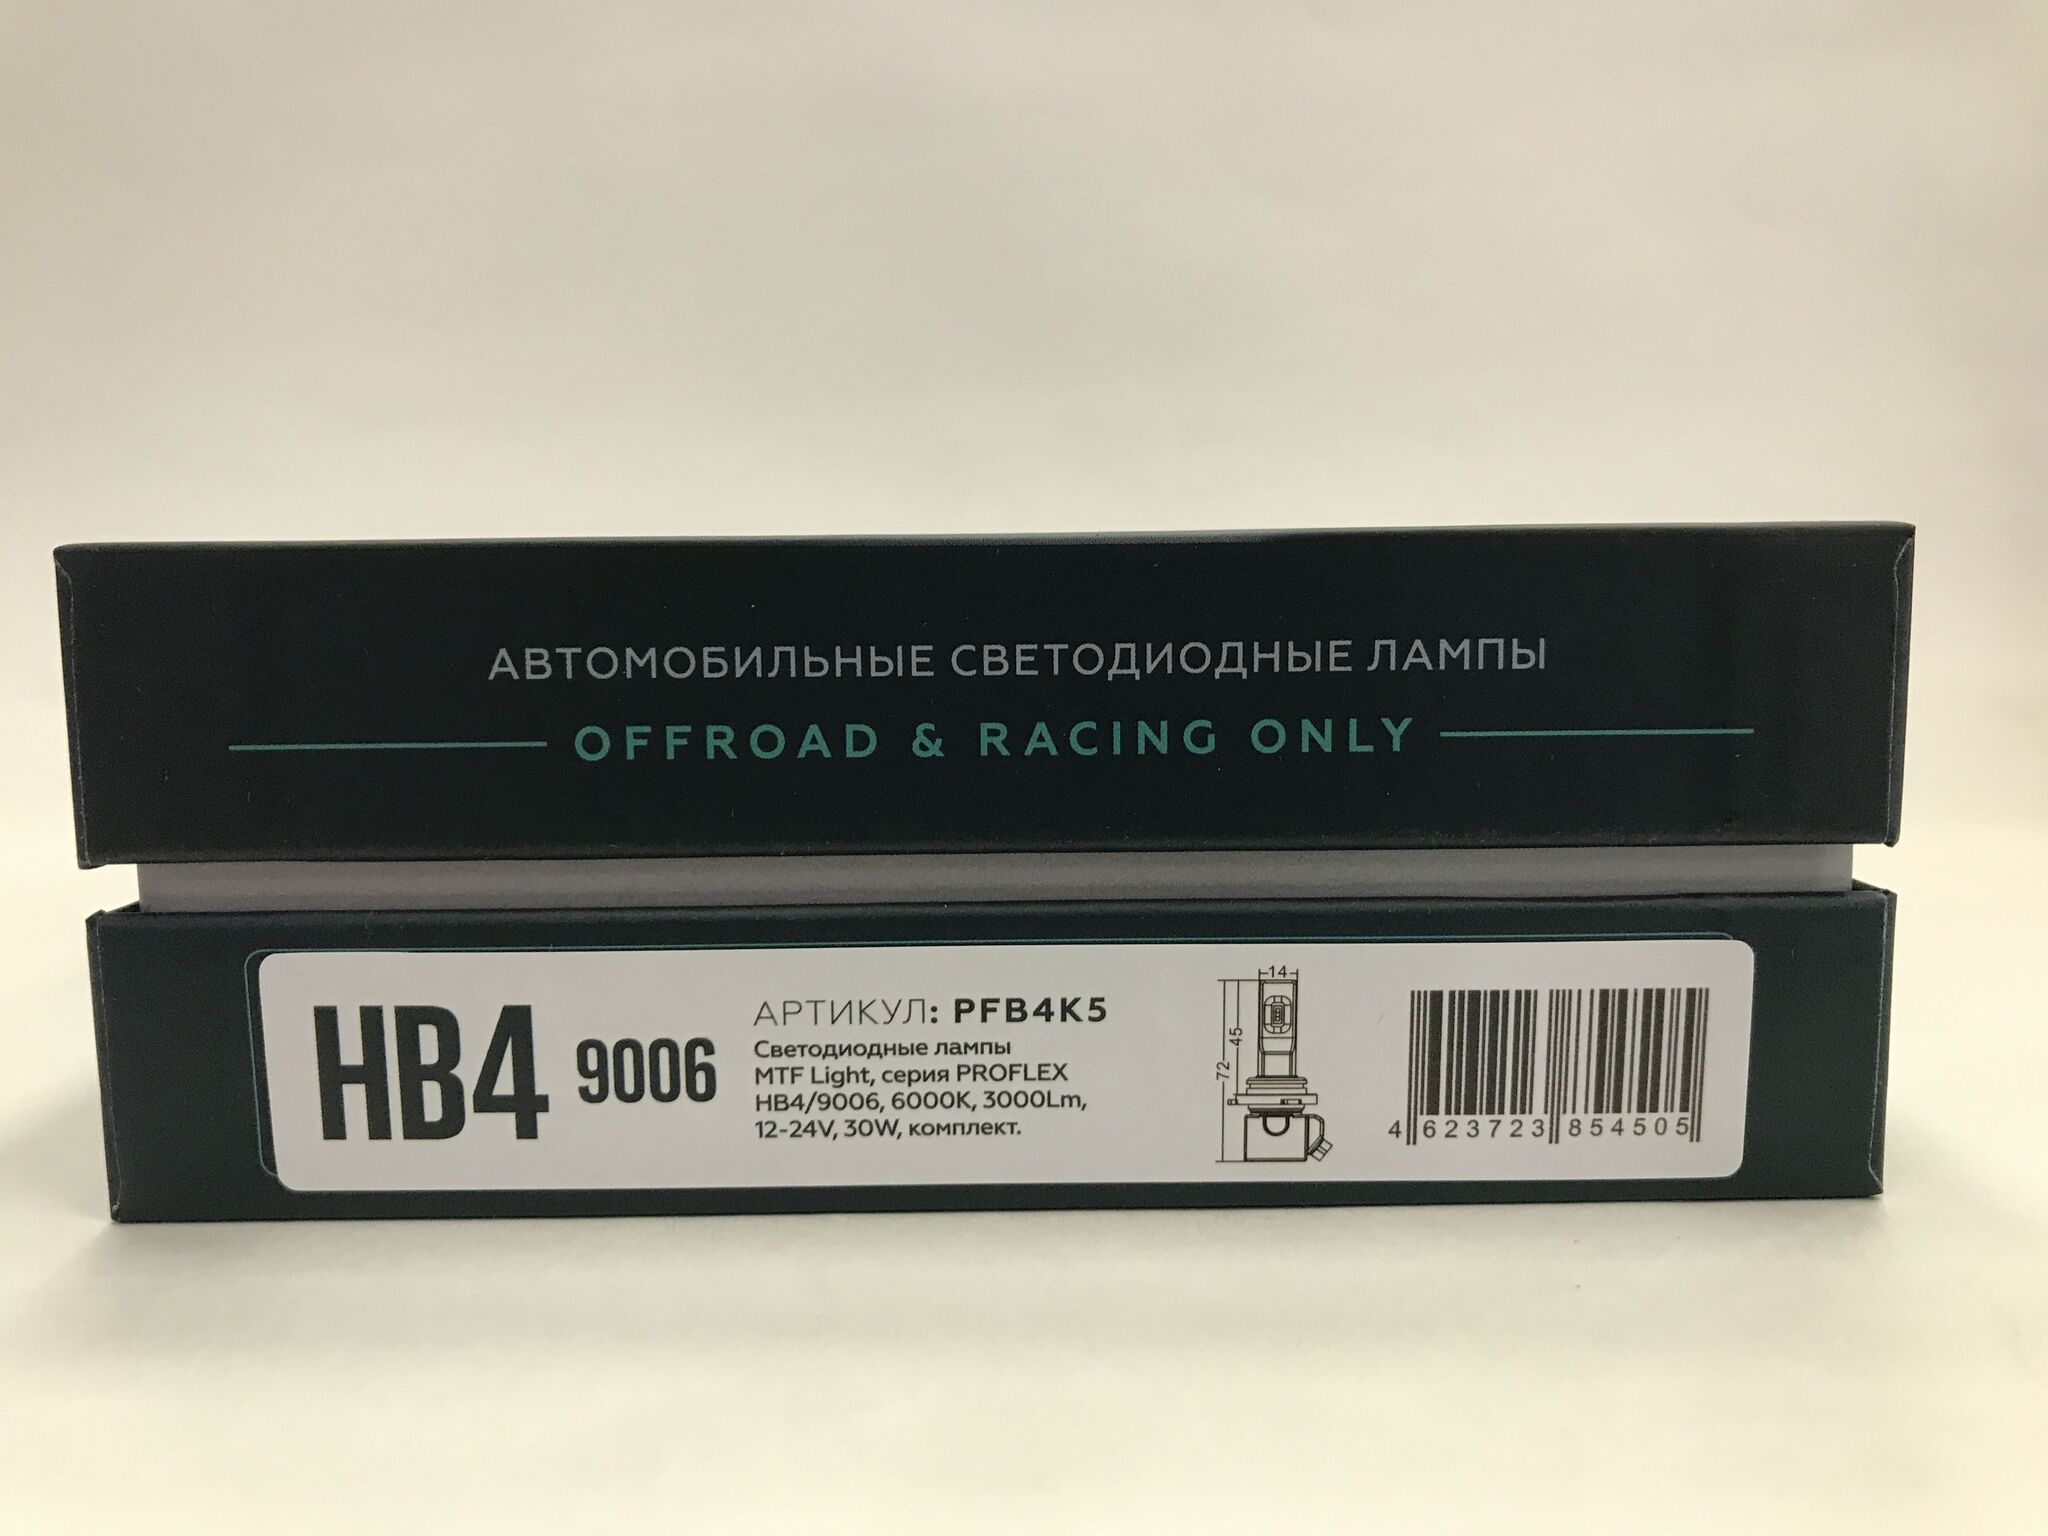 АВТОМОБИЛЬНЫЕ СВЕТОДИОДНЫЕ ЛАМПЫ
OFFROAD & RACING ONLY
HB4 9006
АРТИКУЛ: PFB4K5
Светодиодные лампы
MTF Light, серия PROFLEX
HB4/9006, 6000K, 3000Lm,
12-24V, 30W, комплект.
14
45
72
4 623723 854505